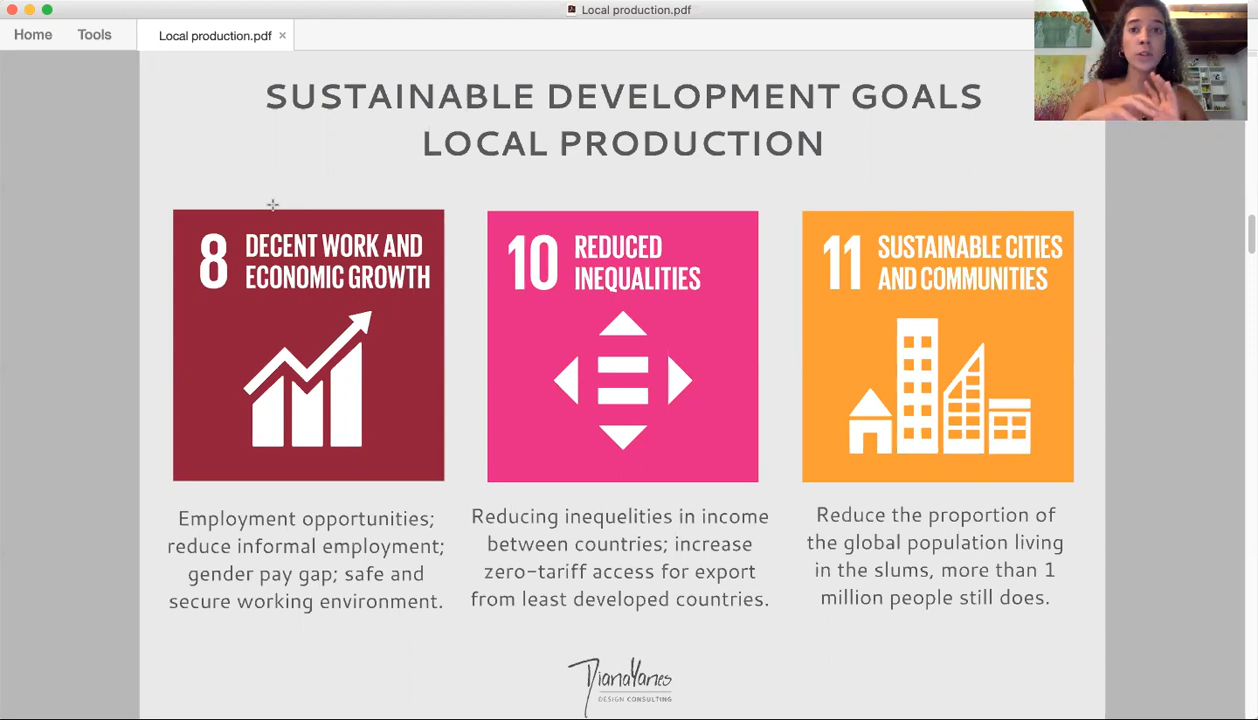 Local production.pdf
Home
Tools
Local production.pdf ×
SUSTAINABLE DEVELOPMENT GOALS
LOCAL PRODUCTION
8 DECENT WORK AND
ECONOMIC GROWTH
Employment opportunities;
reduce informal employment;
gender pay gap; safe and
secure working environment.
10 REDUCED
INEQUALITIES
Reducing inequelities in income
between countries; increase
zero-tariff access for export
from least developed countries.
11 SUSTAINABLE CITIES
AND COMMUNITIES
Reduce the proportion of
the global population living
in the slums, more than 1
million people still does.
DianaYanes
DESIGN CONSULTING